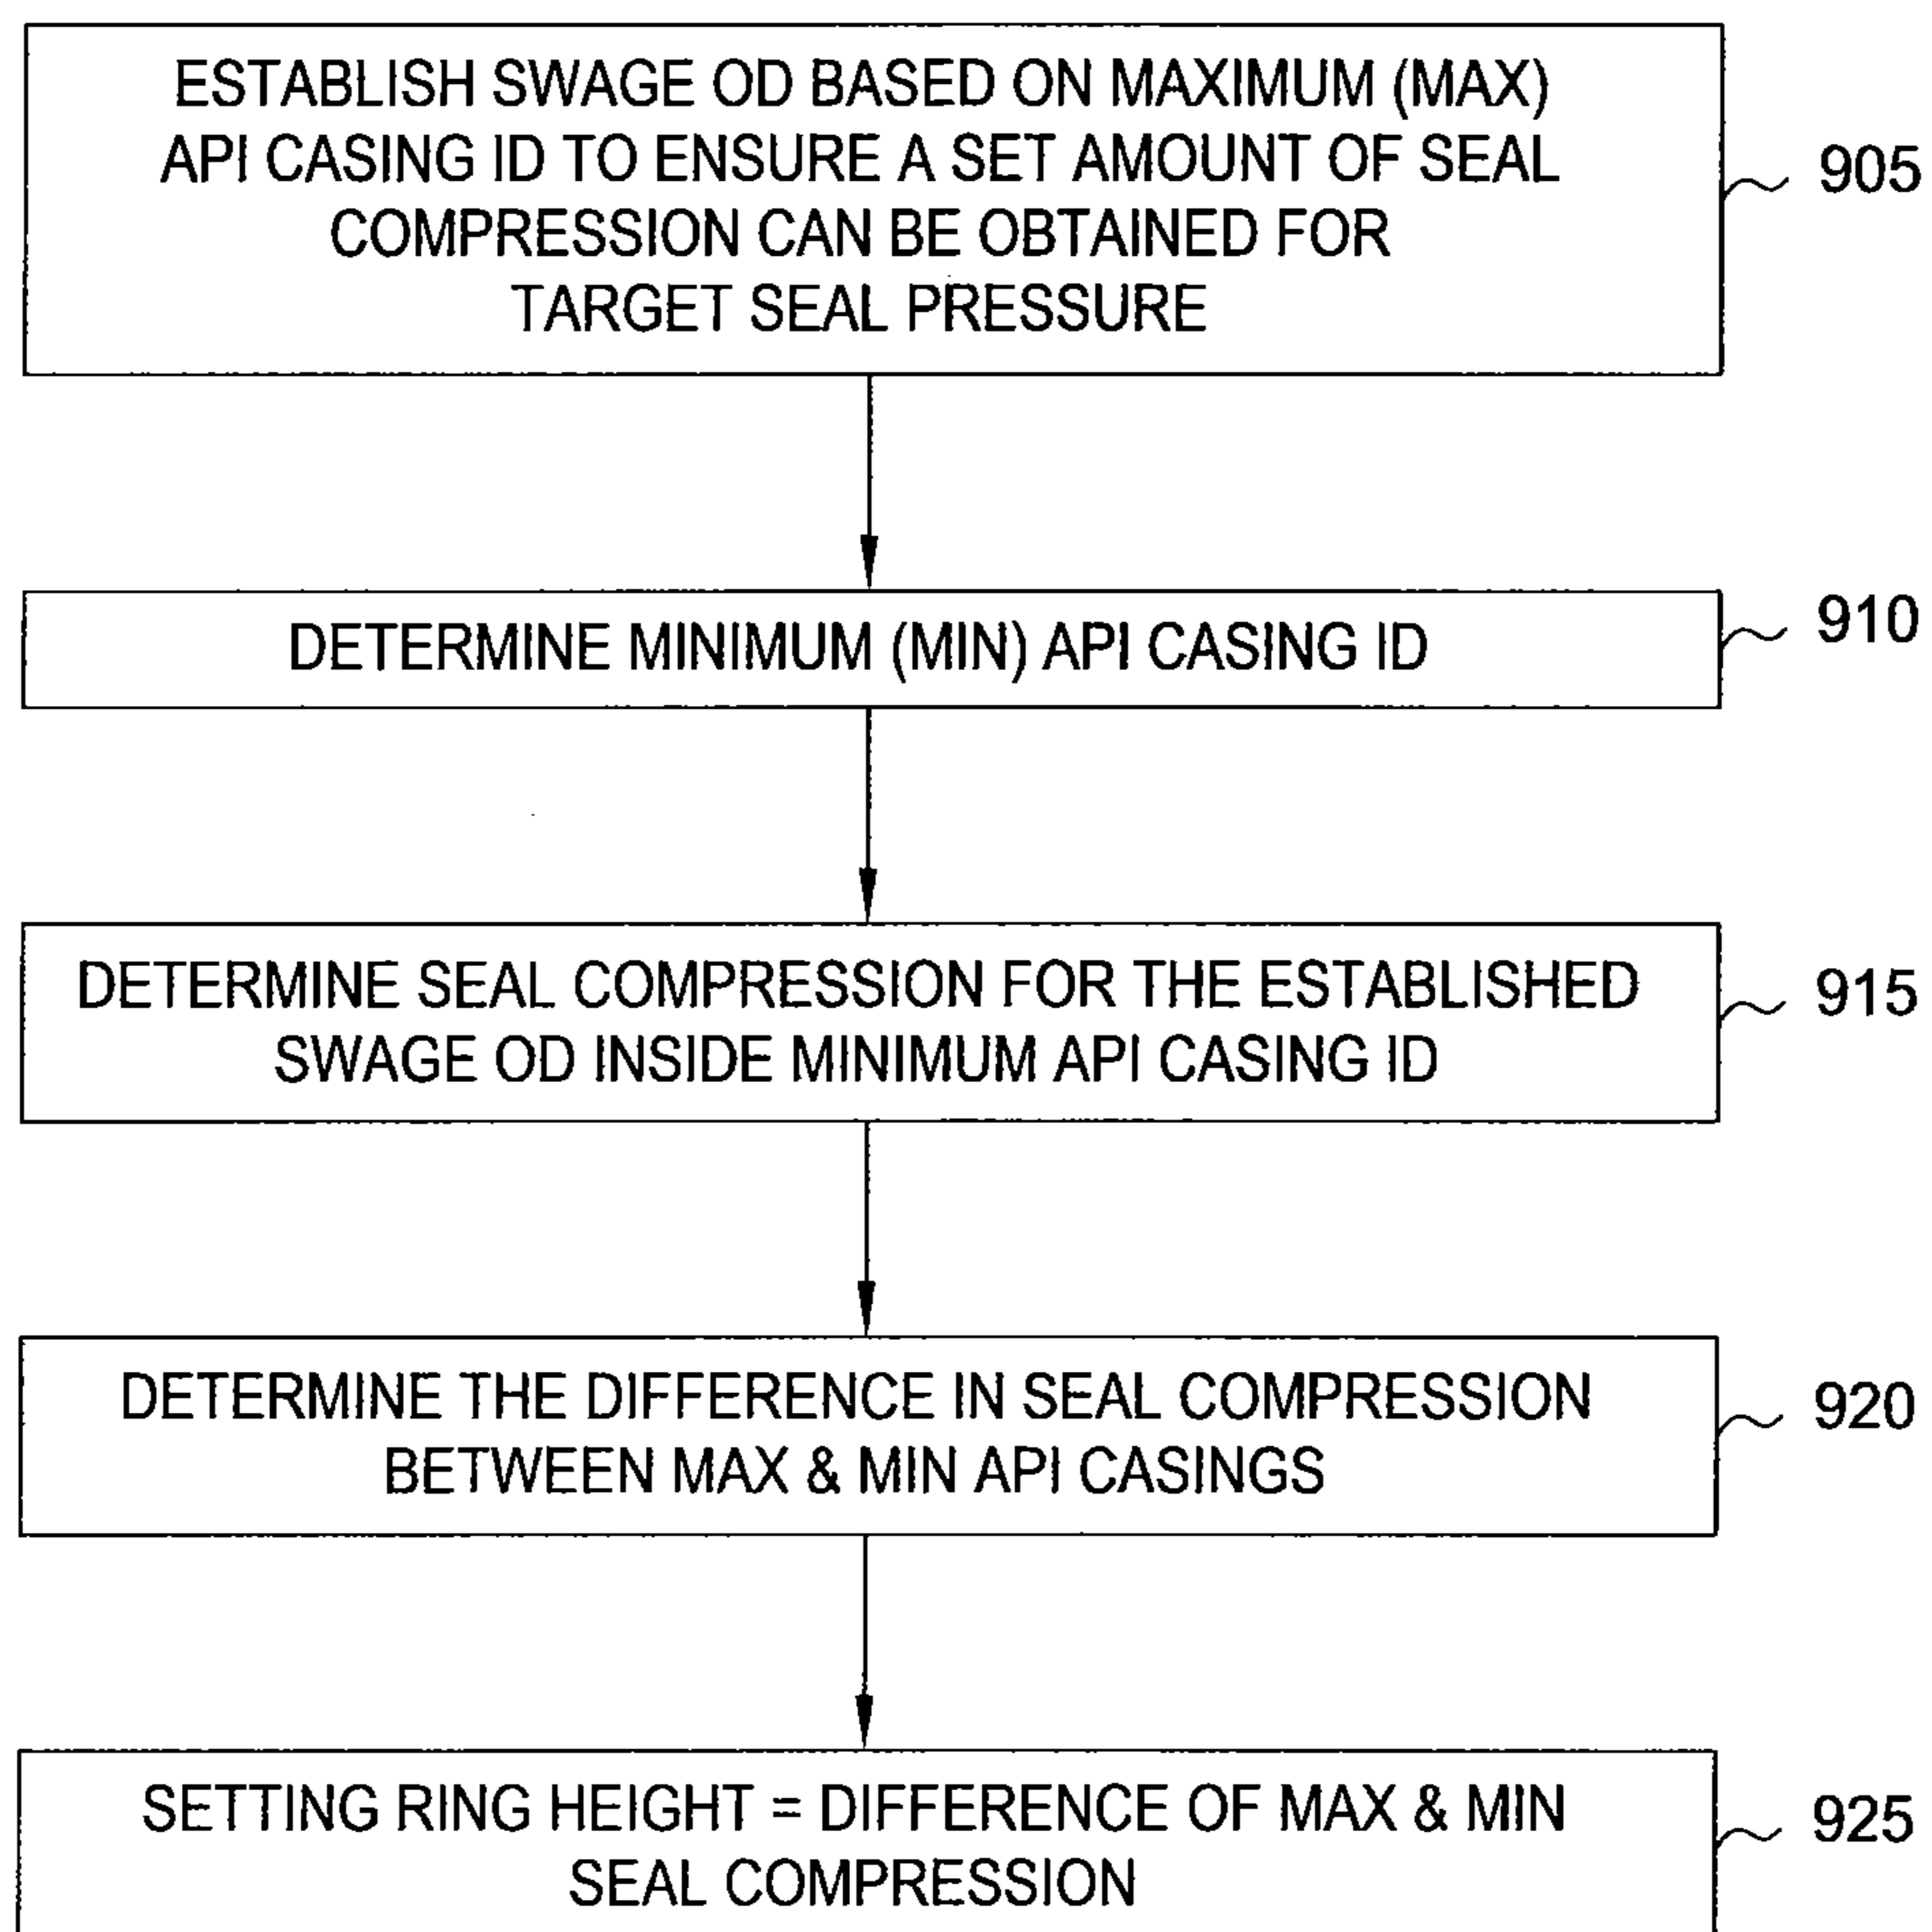 ESTABLISH SWAGE OD BASED ON MAXIMUM (MAX)
API CASING ID TO ENSURE A SET AMOUNT OF SEAL
COMPRESSION CAN BE OBTAINED FOR
TARGET SEAL PRESSURE
905
DETERMINE MINIMUM (MIN) API CASING ID
910
DETERMINE SEAL COMPRESSION FOR THE ESTABLISHED
SWAGE OD INSIDE MINIMUM API CASING ID
915
DETERMINE THE DIFFERENCE IN SEAL COMPRESSION
BETWEEN MAX & MIN API CASINGS
920
SETTING RING HEIGHT = DIFFERENCE OF MAX & MIN
SEAL COMPRESSION
925